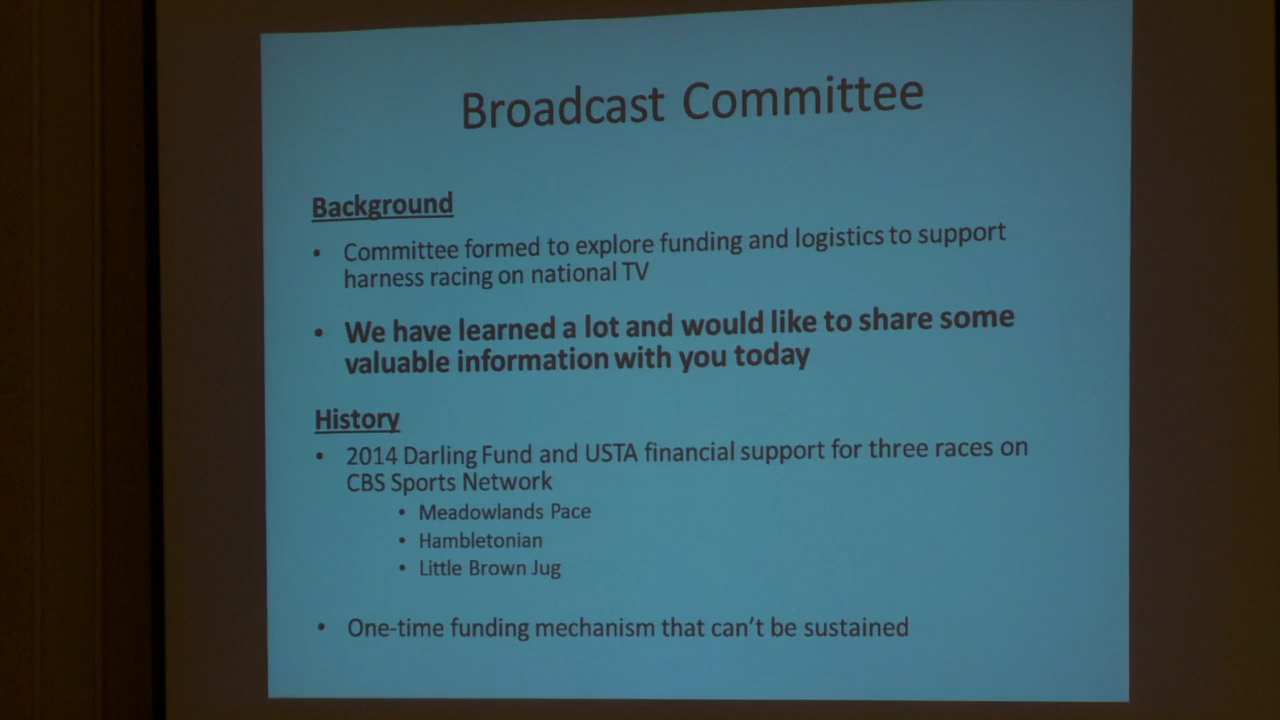 Broadcast Committee
Background
• Committee formed to explore funding and logistics to support
harness racing on national TV
• We have learned a lot and would like to share some
valuable information with you today
History
• 2014 Darling Fund and USTA financial support for three races on
CBS Sports Network
• Meadowlands Pace
• Hambletonian
• Little Brown Jug
• One-time funding mechanism that can't be sustained